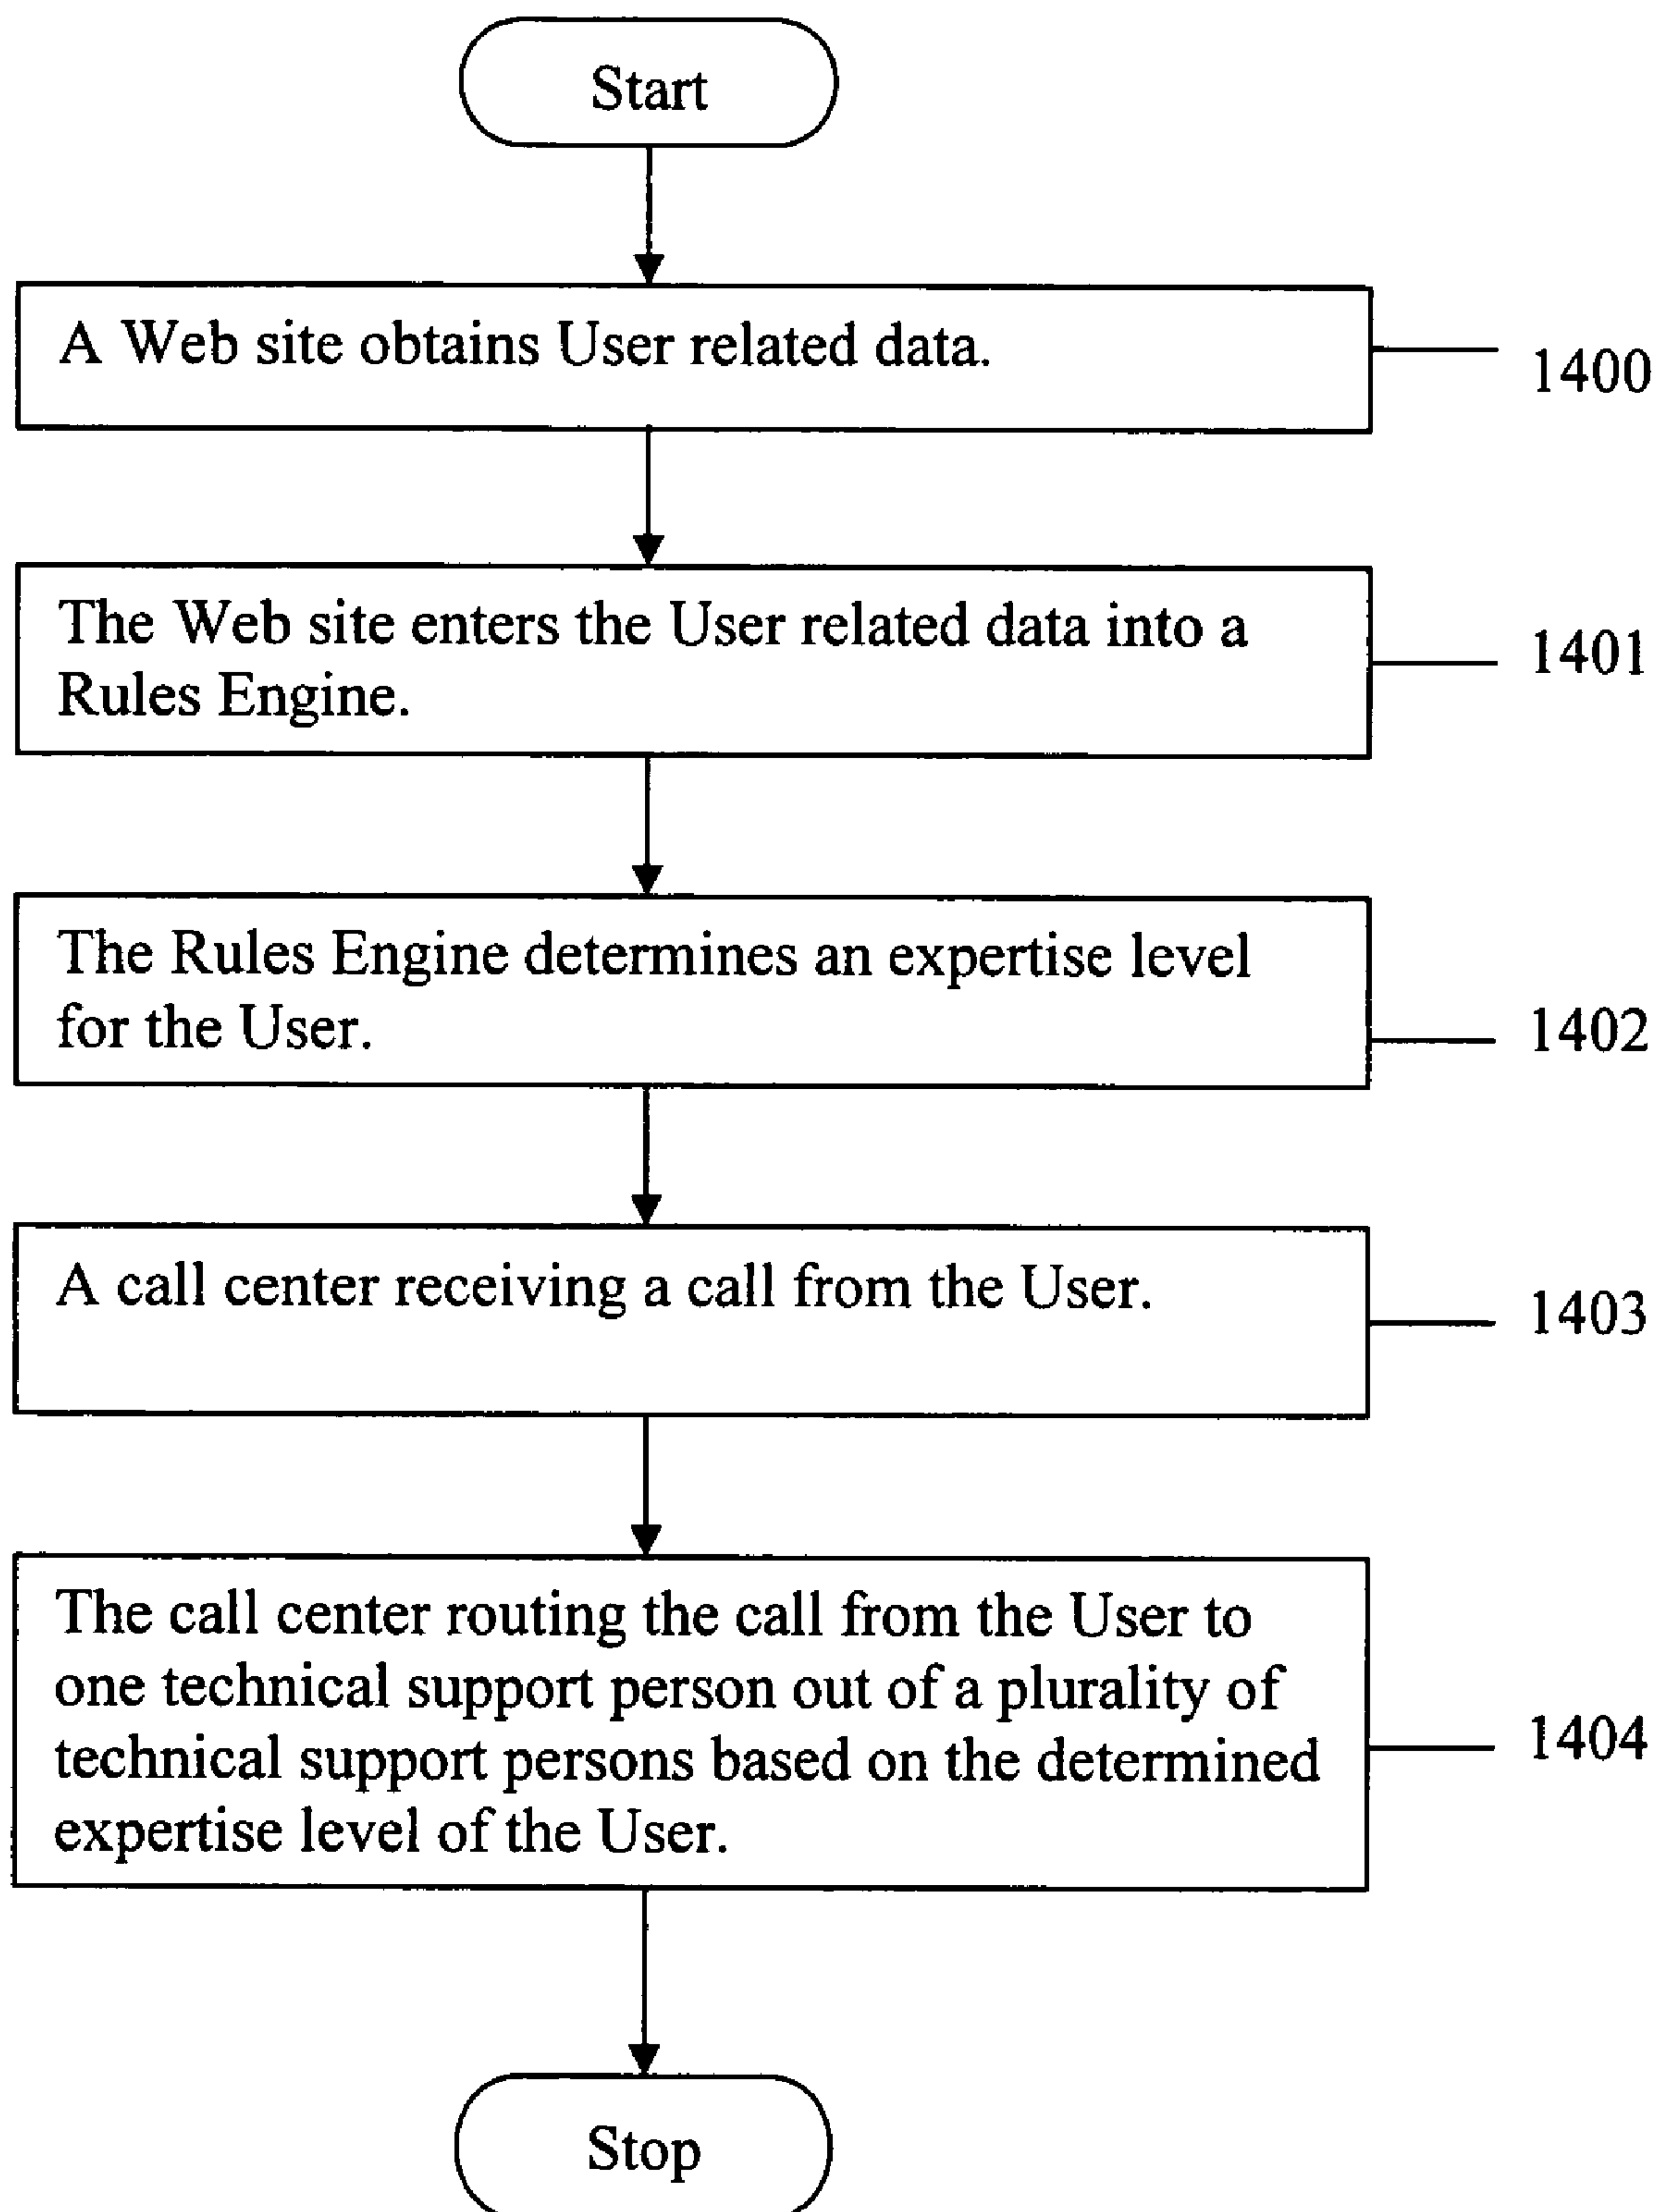 Start
A Web site obtains User related data.
1400
The Web site enters the User related data into a
Rules Engine.
1401
The Rules Engine determines an expertise level
for the User.
1402
A call center receiving a call from the User.
1403
The call center routing the call from the User to
one technical support person out of a plurality of
technical support persons based on the determined
expertise level of the User.
1404
Stop